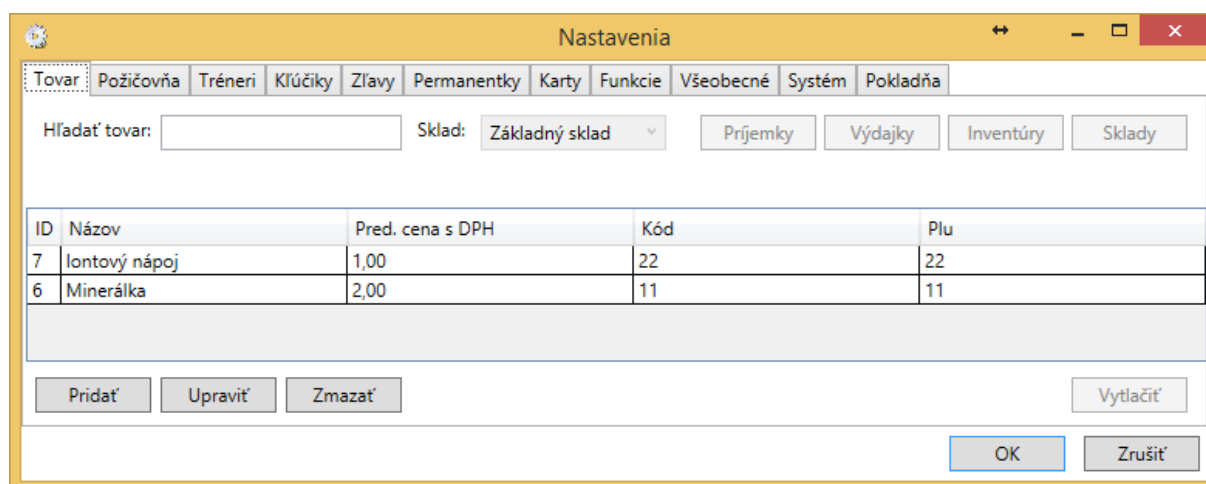 Nastavenia
Tovar Požičovňa Tréneri Kľúčiky Zľavy Permanentky Karty Funkcie Všeobecné Systém Pokladňa
Hľadať tovar: Sklad: Základný sklad Príjemky Výdajky Inventúry Sklady
ID Názov Pred. cena s DPH Kód Plu
7 Iontový nápoj 1,00 22 22
6 Minerálka 2,00 11 11
Pridať Upraviť Zmazať Vytlačiť
OK Zrušiť